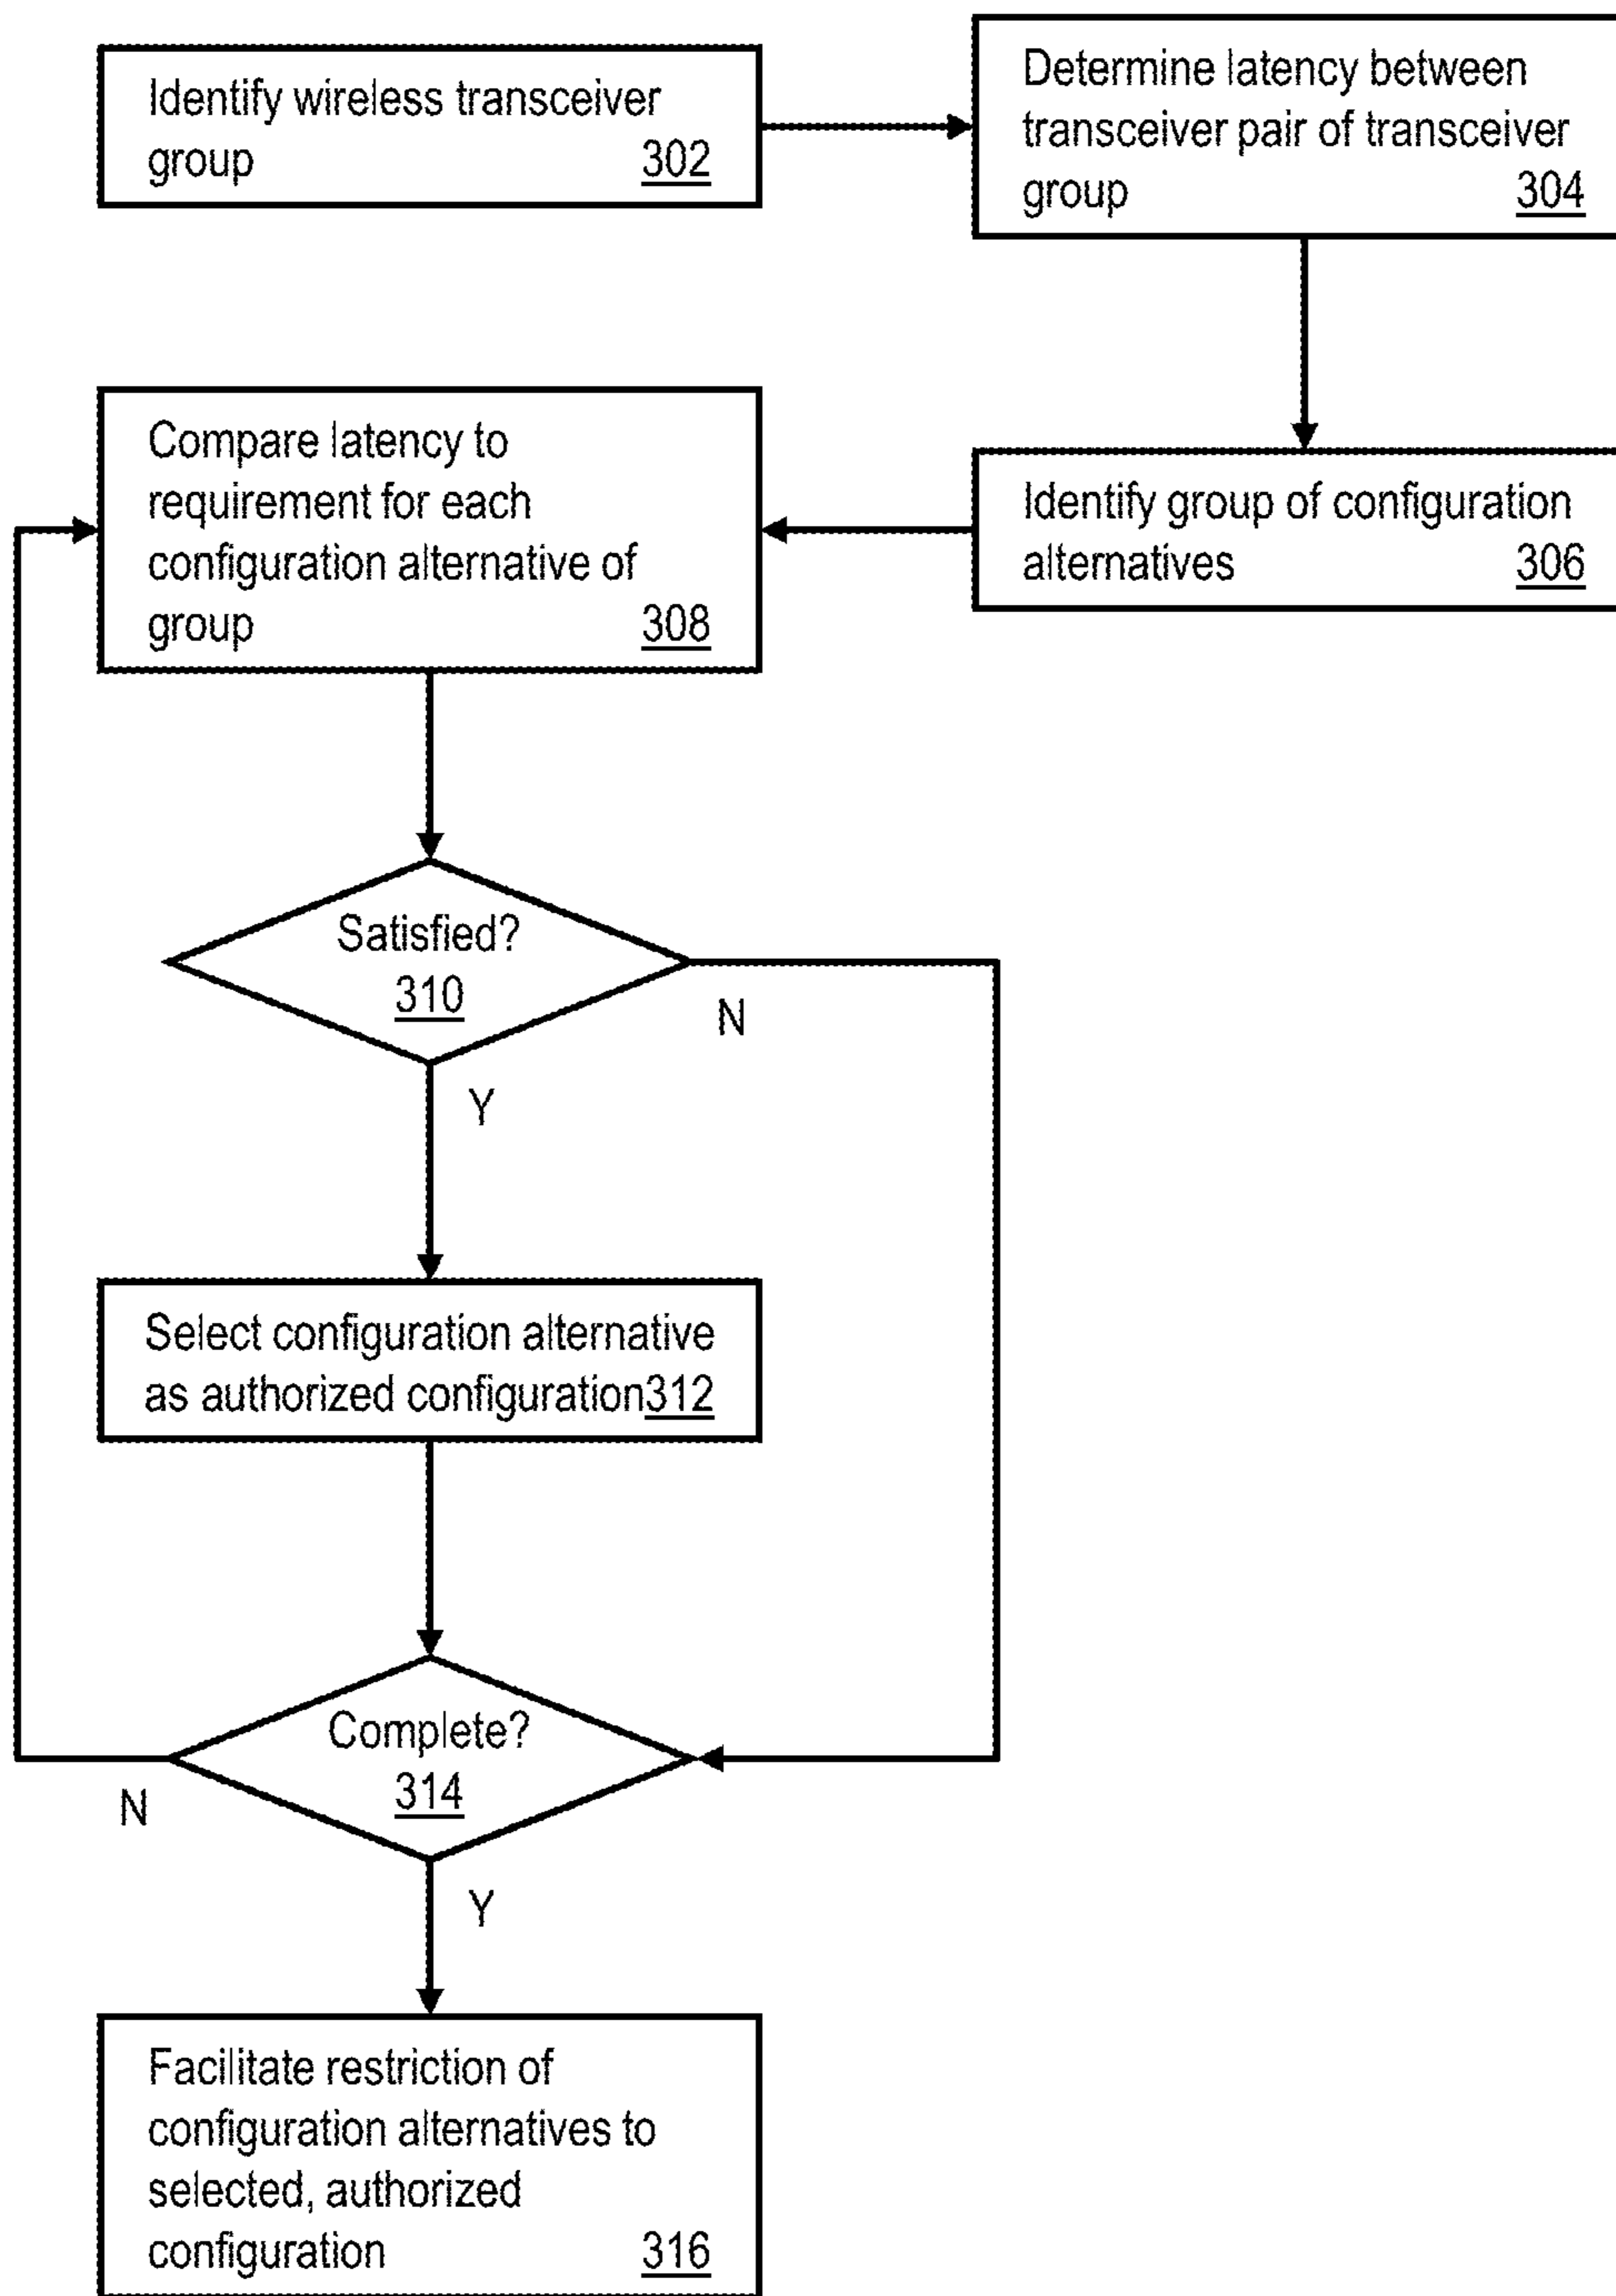 Identify wireless transceiver
group 302
Determine latency between
transceiver pair of transceiver
group 304
Identify group of configuration
alternatives 306
Compare latency to
requirement for each
configuration alternative of
group 308
Satisfied?
310
N
Y
Select configuration alternative
as authorized configuration312
Complete?
314
N
Y
Facilitate restriction of
configuration alternatives to
selected, authorized
configuration 316